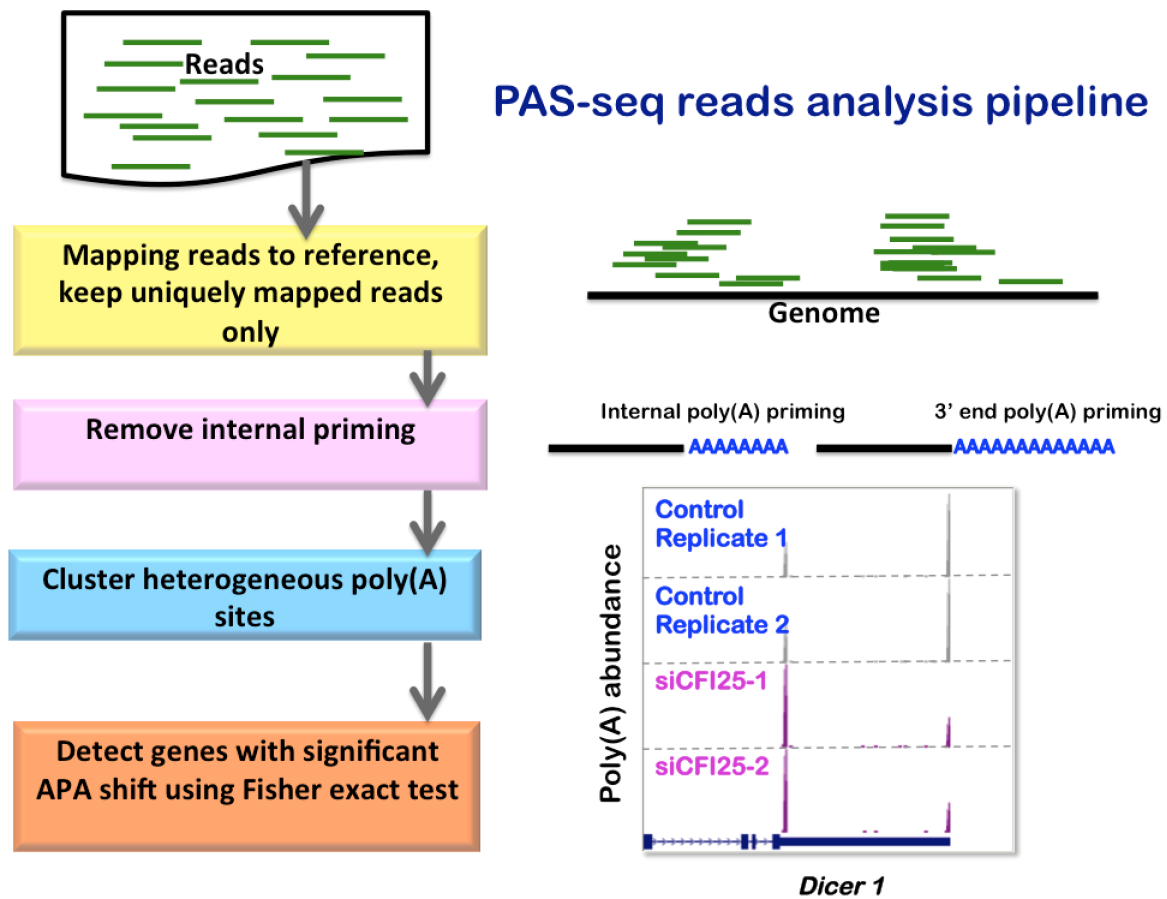 Reads
PAS-seq reads analysis pipeline
Mapping reads to reference,
keep uniquely mapped reads
only
Genome
Remove internal priming
Internal poly(A) priming
3’ end poly(A) priming
AAAAAAAA
AAAAAAAAAAAAA
Cluster heterogeneous poly(A)
sites
Detect genes with significant
APA shift using Fisher exact test
Poly(A) abundance
Control
Replicate 1
Control
Replicate 2
siCFI25-1
siCFI25-2
Dicer 1